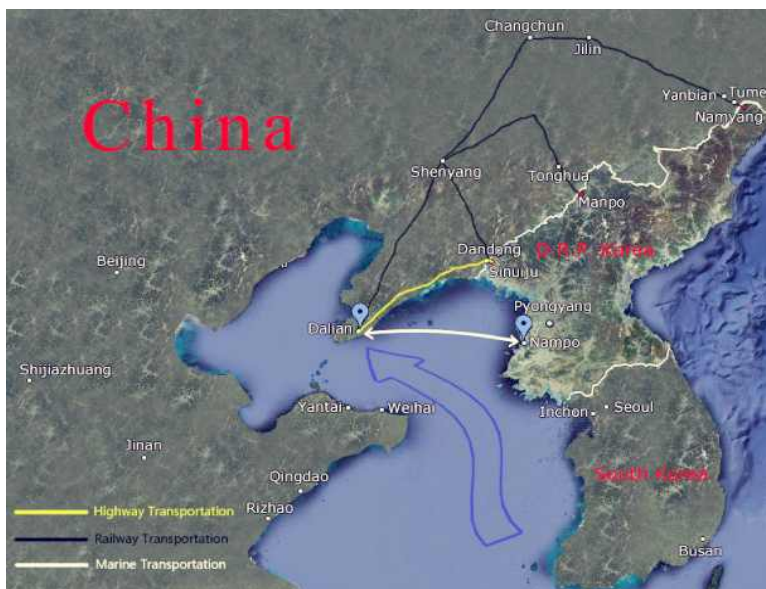 Changchun
Jilin
China
Yanbian
Tume
Namyang
Shenyang
Tonghua
Manpo
Dandong
D.R.P. Korea
Beijing
Sinuiju
Pyongyang
Dalian
Nampo
Shijiazhuang
Yantai
Weihai
Inchon
Seoul
Jinan
South Korea
Qingdao
Highway Transportation
Rizhao
Railway Transportation
Busan
Marine Transportation